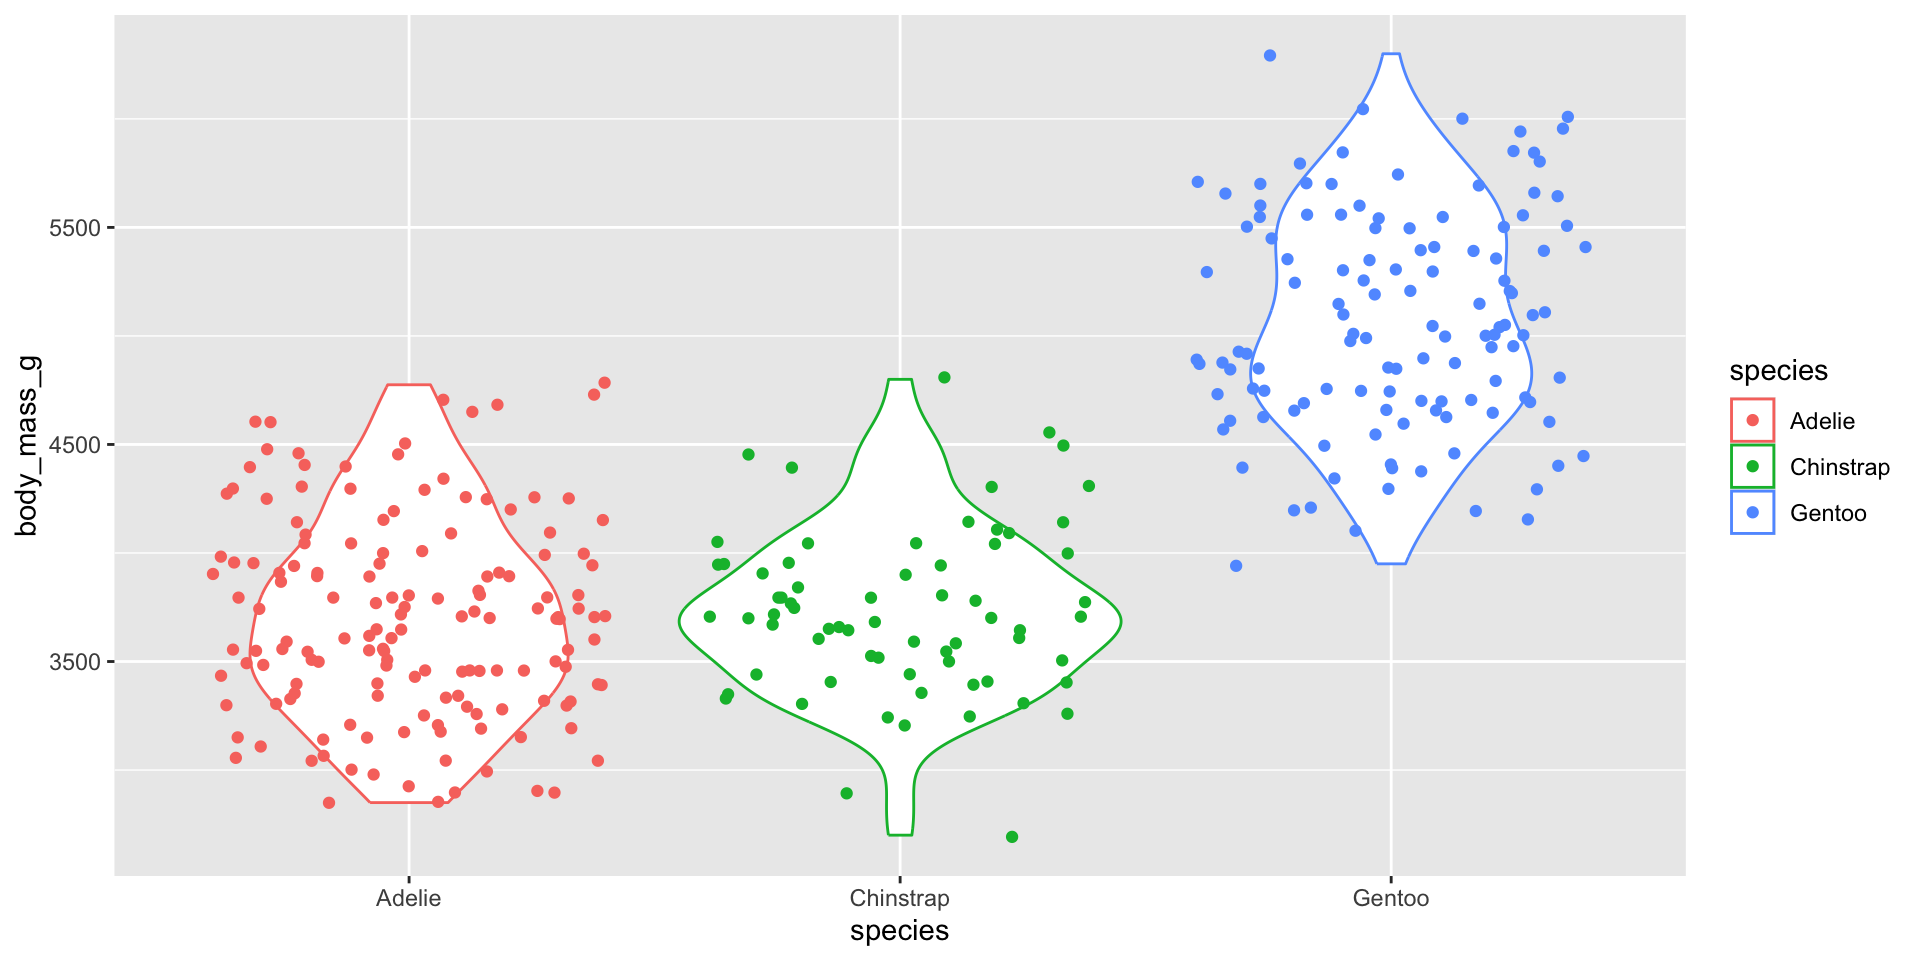 body_mass_g
5500
4500
3500
Adelie
Chinstrap
Gentoo
species
species
Adelie
Chinstrap
Gentoo